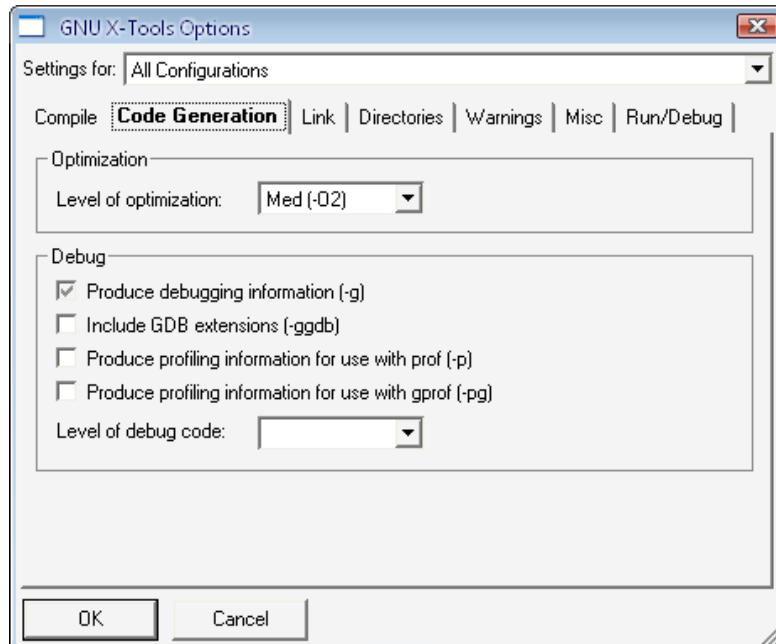 GNU X-Tools Options
Settings for: All Configurations
Compile Code Generation Link Directories Warnings Misc Run/Debug
Optimization
Level of optimization: Med (-O2)
Debug
Produce debugging information (-g)
Include GDB extensions (-ggdb)
Produce profiling information for use with prof (-p)
Produce profiling information for use with gprof (-pg)
Level of debug code:
OK Cancel